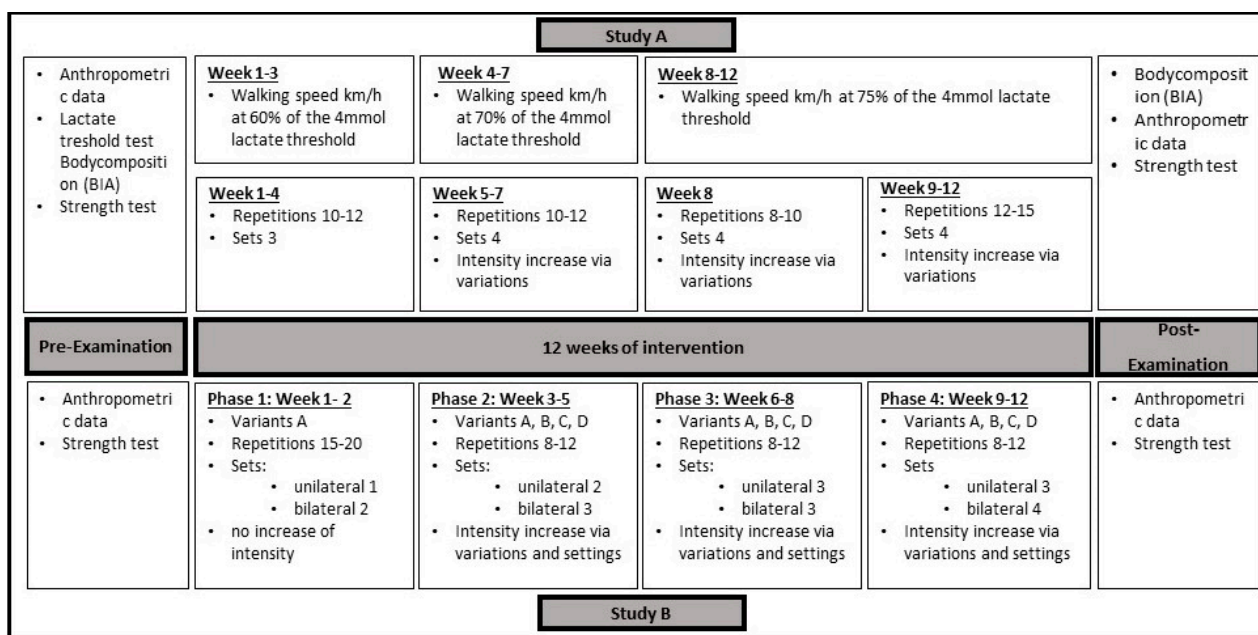 Study A
Anthropometri
c data
Lactate
treshold test
Bodycompositi
on (BIA)
Strength test
Week 1-3
Walking speed km/h
at 60% of the 4mmol
lactate threshold
Week 4-7
Walking speed km/h
at 70% of the 4mmol
lactate threshold
Week 8-12
Walking speed km/h at 75% of the 4mmol lactate
threshold
Week 1-4
Repetitions 10-12
Sets 3
Week 5-7
Repetitions 10-12
Sets 4
Intensity increase via
variations
Week 8
Repetitions 8-10
Sets 4
Intensity increase via
variations
Week 9-12
Repetitions 12-15
Sets 4
Intensity increase via
variations
Bodycomposit
ion (BIA)
Anthropometr
ic data
Strength test
Pre-Examination
12 weeks of intervention
Post-
Examination
Anthropometri
c data
Strength test
Phase 1: Week 1- 2
Variants A
Repetitions 15-20
Sets:
unilateral 1
bilateral 2
no increase of
intensity
Phase 2: Week 3-5
Variants A, B, C, D
Repetitions 8-12
Sets:
unilateral 2
bilateral 3
Intensity increase via
variations and settings
Phase 3: Week 6-8
Variants A, B, C, D
Repetitions 8-12
Sets:
unilateral 3
bilateral 3
Intensity increase via
variations and settings
Phase 4: Week 9-12
Variants A, B, C, D
Repetitions 8-12
Sets
unilateral 3
bilateral 4
Intensity increase via
variations and settings
Anthropometri
c data
Strength test
Study B